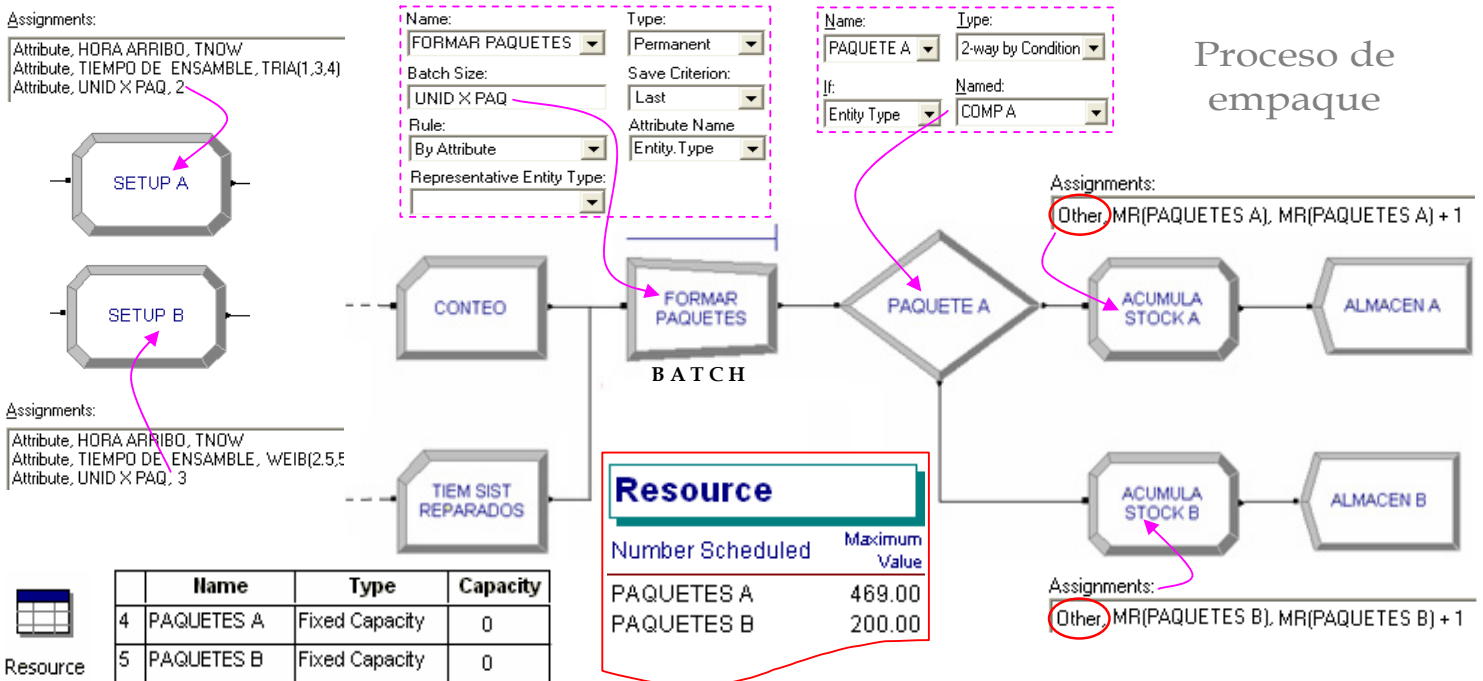 Assignments:
Attribute, HORA ARRIBO, TNOW
Attribute, TIEMPO DE ENSAMBLE, TRIA(1,3,4)
Attribute, UNID X PAQ, 2
SETUP A
SETUP B
Assignments:
Attribute, HORA ARRIBO, TNOW
Attribute, TIEMPO DE ENSAMBLE, WEIB(2.5,5
Attribute, UNID X PAQ, 3
Name:
Type:
FORMAR PAQUETES
Permanent
Batch Size:
Save Criterion:
UNID X PAQ
Last
Rule:
Attribute Name
By Attribute
Entity.Type
Representative Entity Type:
Name:
Type:
PAQUETE A
2-way by Condition
If:
Named:
Entity Type
COMP A
Proceso de
empaque
CONTEO
FORMAR
PAQUETES
BATCH
PAQUETE A
Assignments:
Other, MR(PAQUETES A), MR(PAQUETES A) + 1
ACUMULA
STOCK A
ALMACEN A
TIEM SIST
REPARADOS
ACUMULA
STOCK B
ALMACEN B
Assignments:
Other, MR(PAQUETES B), MR(PAQUETES B) + 1
Resource
Number Scheduled
Maximum
Value
PAQUETES A 469.00
PAQUETES B 200.00
Resource
Name Type Capacity
4 PAQUETES A Fixed Capacity 0
5 PAQUETES B Fixed Capacity 0